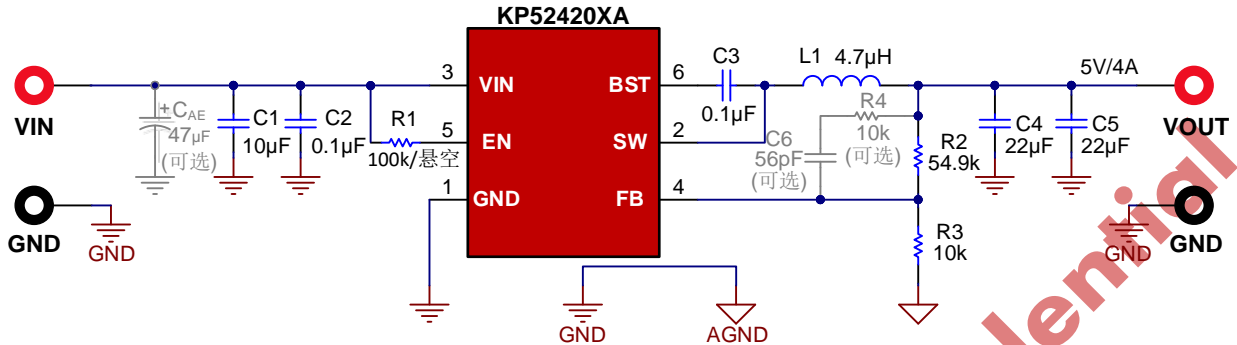 KP52420XA
VIN
+
C_AE
47μF
(可选)
C1
10μF
C2
0.1μF
R1
100k/悬空
3
5
1
VIN
EN
GND
BST
SW
FB
6
2
4
C3
0.1μF
L1 4.7μH
R4
10k
(可选)
C6
56pF
(可选)
R2
54.9k
R3
10k
C4
22μF
C5
22μF
5V/4A
VOUT
GND
GND
GND
AGND
GND
GND
dential